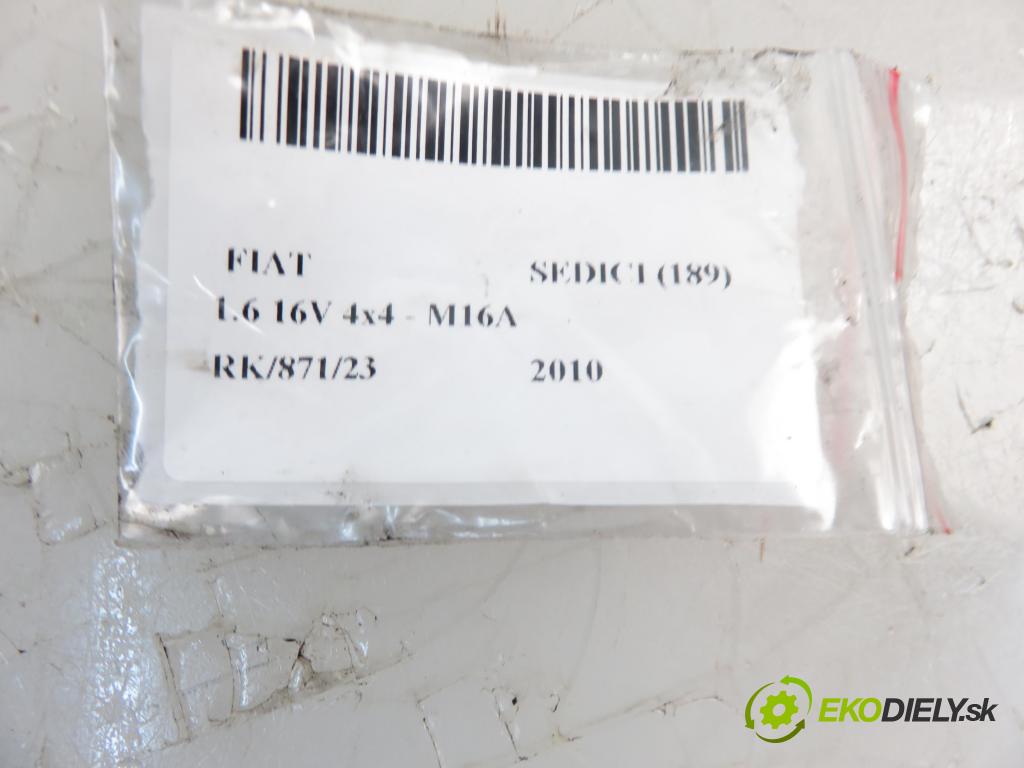 FIAT SEDICI (189)
1.6 16V 4x4 - M16A
RK/871/23 2010
EKODIELY.sk